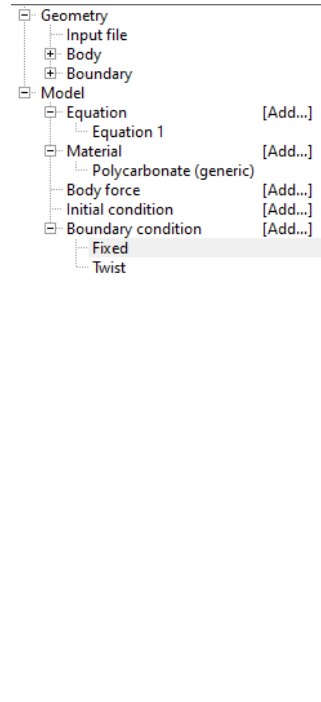 Geometry
Input file
Body
Boundary
Model
Equation [Add...]
Equation 1
Material [Add...]
Polycarbonate (generic)
Body force [Add...]
Initial condition [Add...]
Boundary condition [Add...]
Fixed
Twist